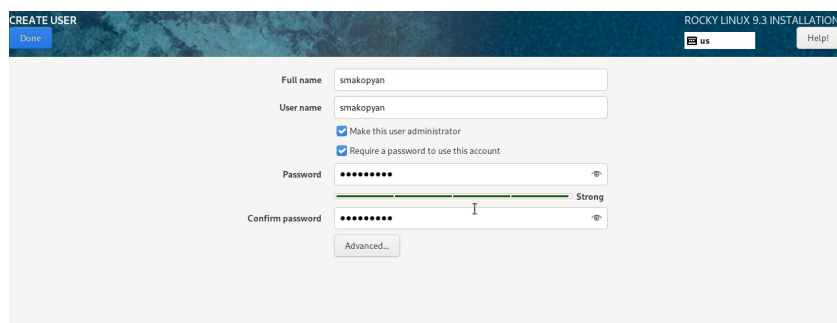 CREATE USER
ROCKY LINUX 9.3 INSTALLATION
Done
us
Help!
Full name smakopyan
User name smakopyan
Make this user administrator
Require a password to use this account
Password •••••••••
Strong
Confirm password •••••••••
Advanced...